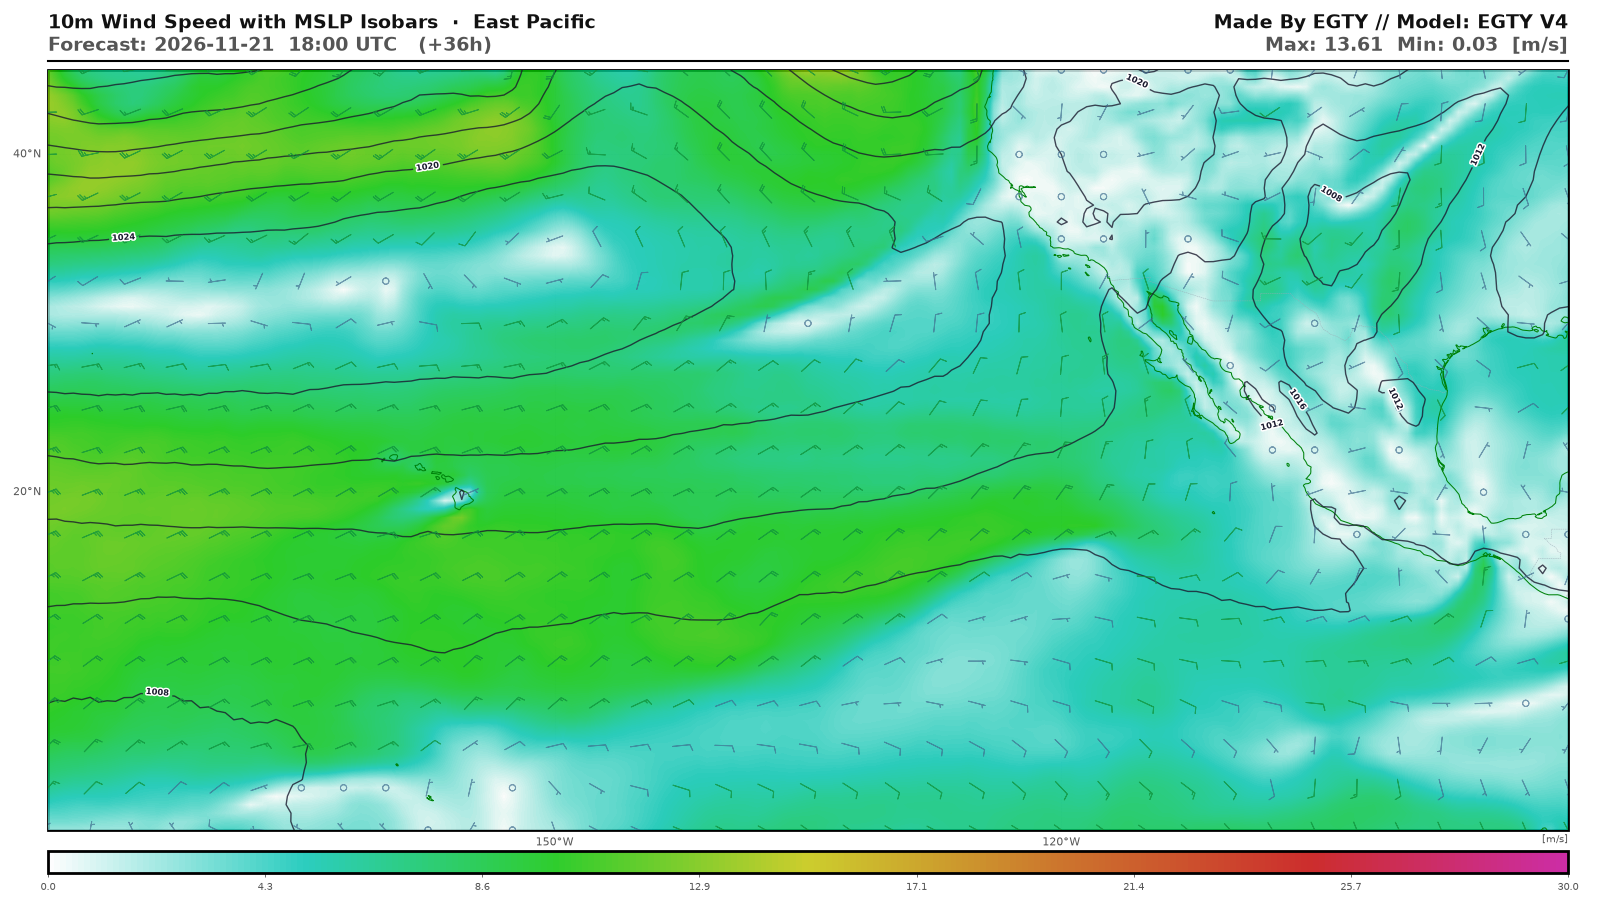 10m Wind Speed with MSLP Isobars · East Pacific
Made By EGTY // Model: EGTY V4
Forecast: 2026-11-21 18:00 UTC (+36h)
Max: 13.61 Min: 0.03 [m/s]
1020
40°N
1012
1020
1008
1024
1016
1012
1012
20°N
1008
150°W
120°W
[m/s]
0.0 4.3 8.6 12.9 17.1 21.4 25.7 30.0